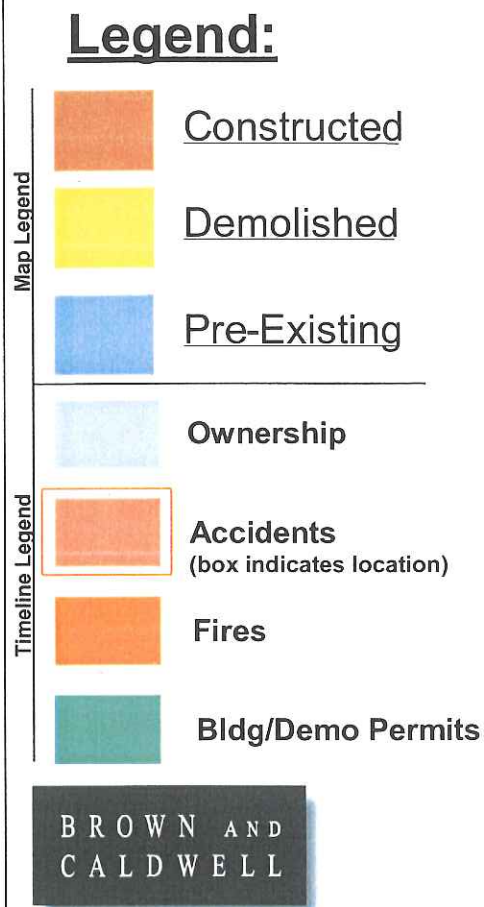 Legend:
Map Legend
Constructed
Demolished
Pre-Existing
Timeline Legend
Ownership
Accidents
(box indicates location)
Fires
Bldg/Demo Permits
BROWN AND
CALDWELL